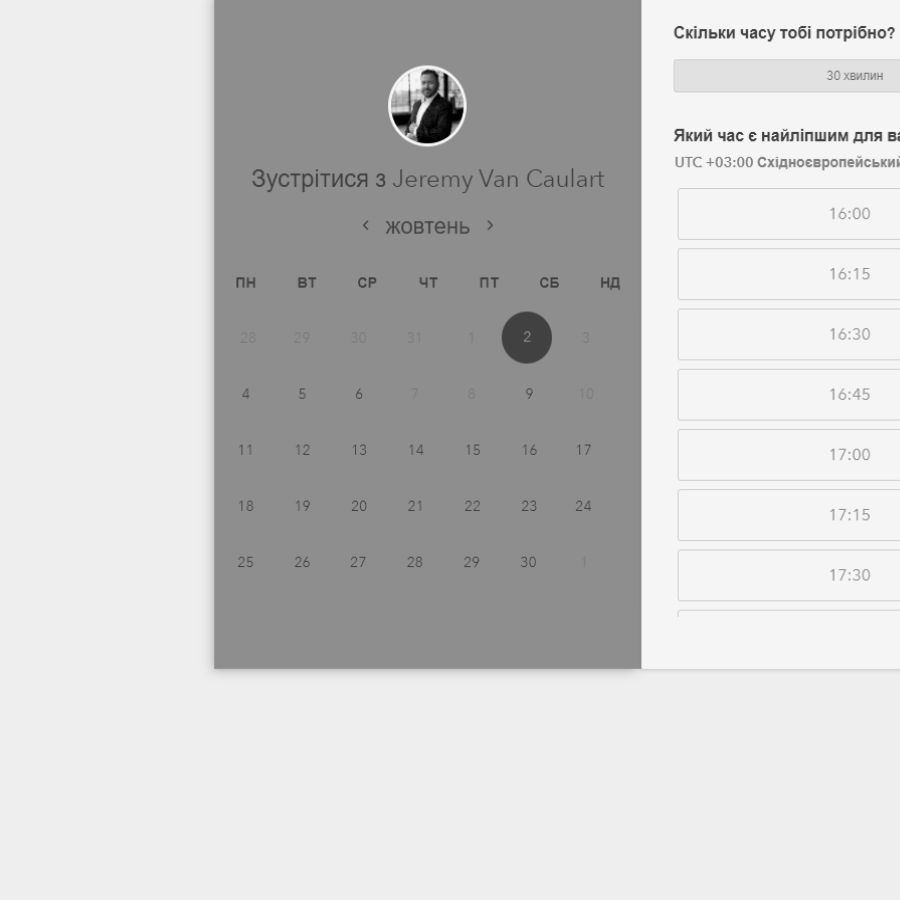 Зустрітися з Jeremy Van Caulart
‹ жовтень ›
ПН ВТ СР ЧТ ПТ СБ НД
28 29 30 31 1 2 3
4 5 6 7 8 9 10
11 12 13 14 15 16 17
18 19 20 21 22 23 24
25 26 27 28 29 30 1
Скільки часу тобі потрібно?
30 хвилин
Який час є найліпшим для ва
UTC +03:00 Східноєвропейський
16:00
16:15
16:30
16:45
17:00
17:15
17:30